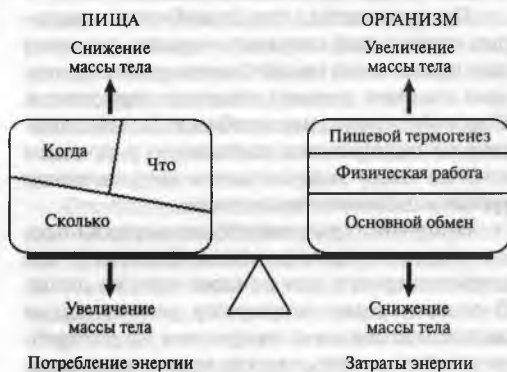 ПИЩА
Снижение
массы тела
Когда
Что
Сколько
Увеличение
массы тела
Потребление энергии
ОРГАНИЗМ
Увеличение
массы тела
Пищевой термогенез
Физическая работа
Основной обмен
Снижение
массы тела
Затраты энергии